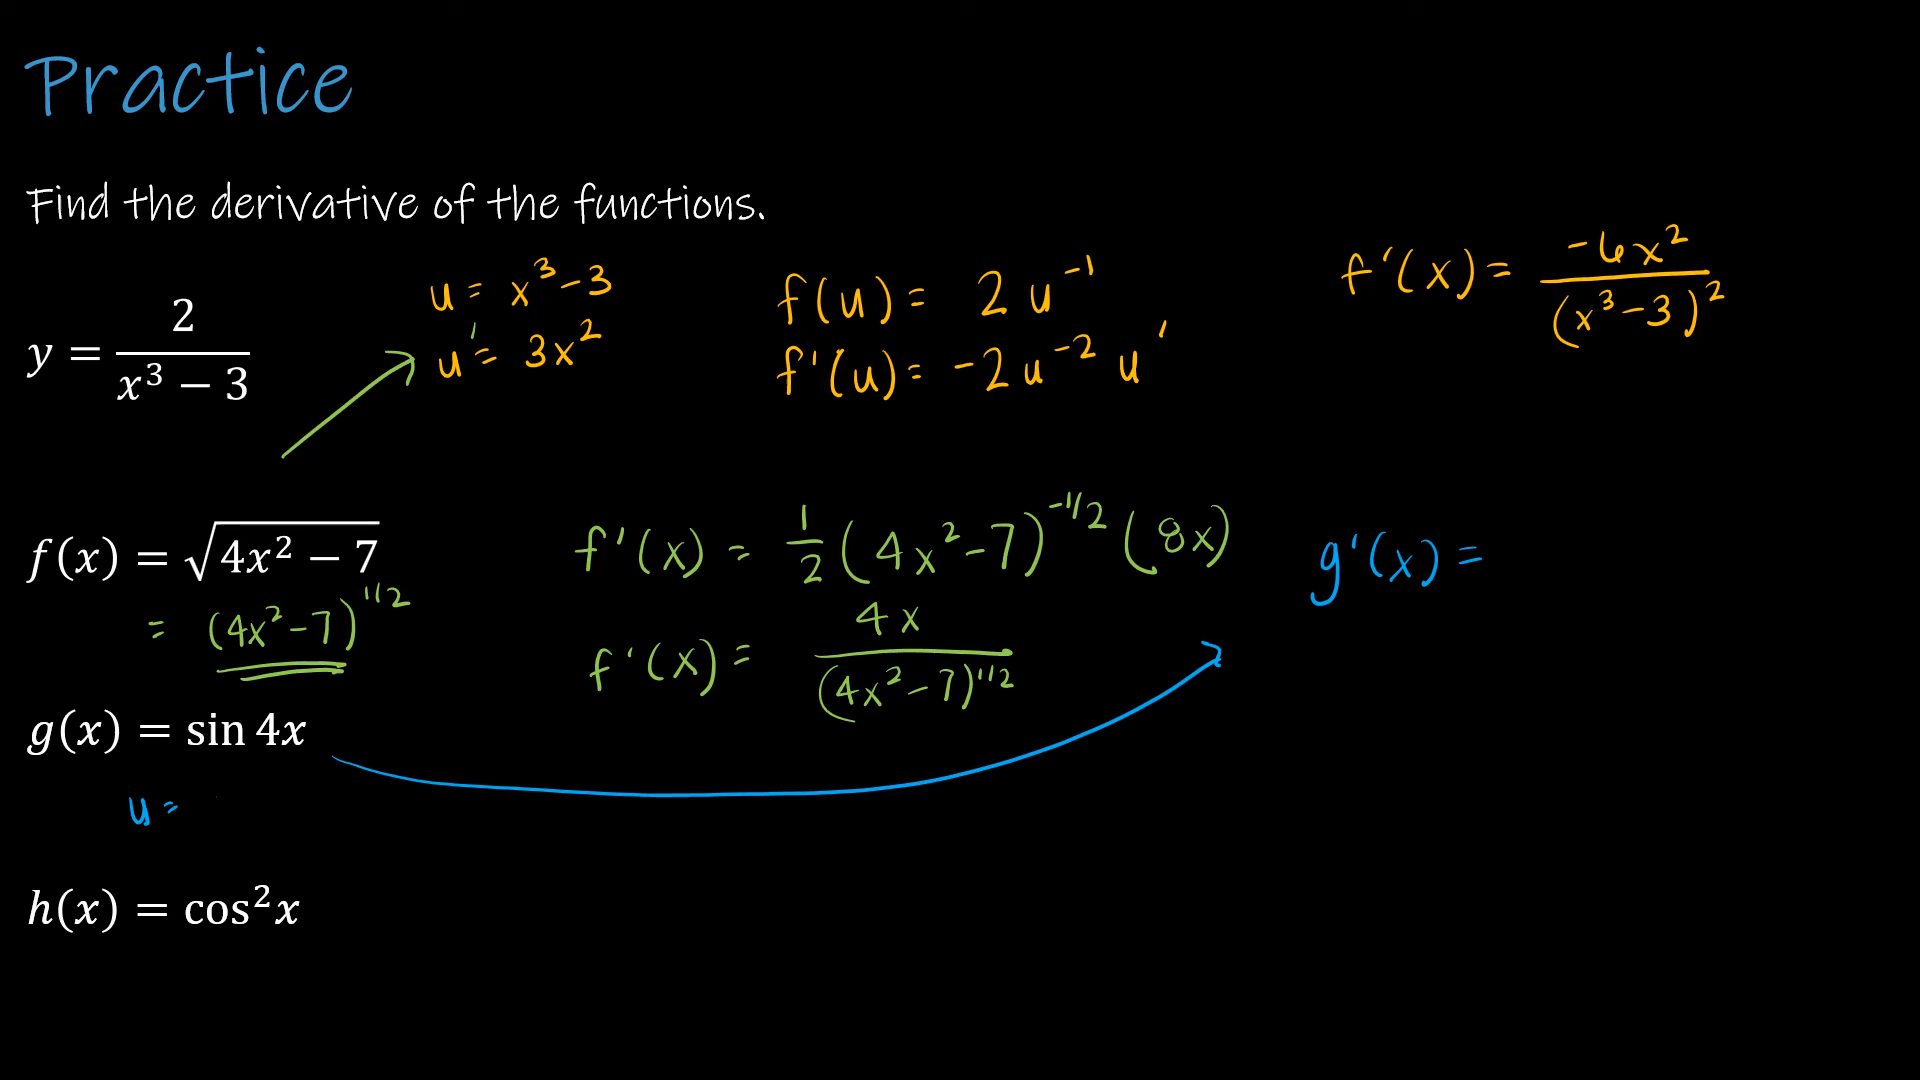 Practice
Find the derivative of the functions.
y = 2/(x³ − 3)
u = x³ − 3
u' = 3x²
f(u) = 2u⁻¹
f'(u) = −2u⁻² u'
f'(x) = −6x²/(x³ − 3)²
f(x) = √(4x² − 7)
= (4x² − 7)^1/2
f'(x) = 1/2 (4x² − 7)^−1/2 (8x)
f'(x) = 4x/(4x² − 7)^1/2
g'(x) =
g(x) = sin 4x
u =
h(x) = cos² x